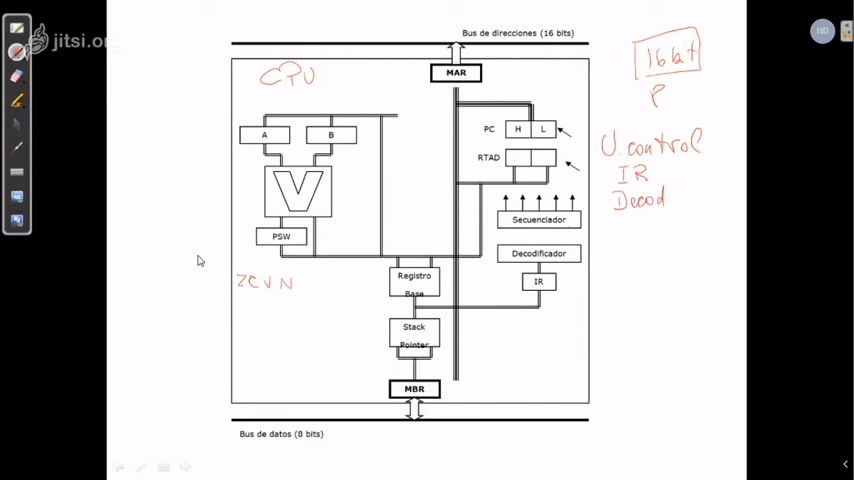 jitsi.org
HD
Bus de direcciones (16 bits)
CPU
MAR
16 bit
P
A
B
PC
H
L
RTAD
U. control
IR
Decod
Secuenciador
PSW
Decodificador
IR
Registro
Base
ZCVN
Stack
Pointer
MBR
Bus de datos (8 bits)